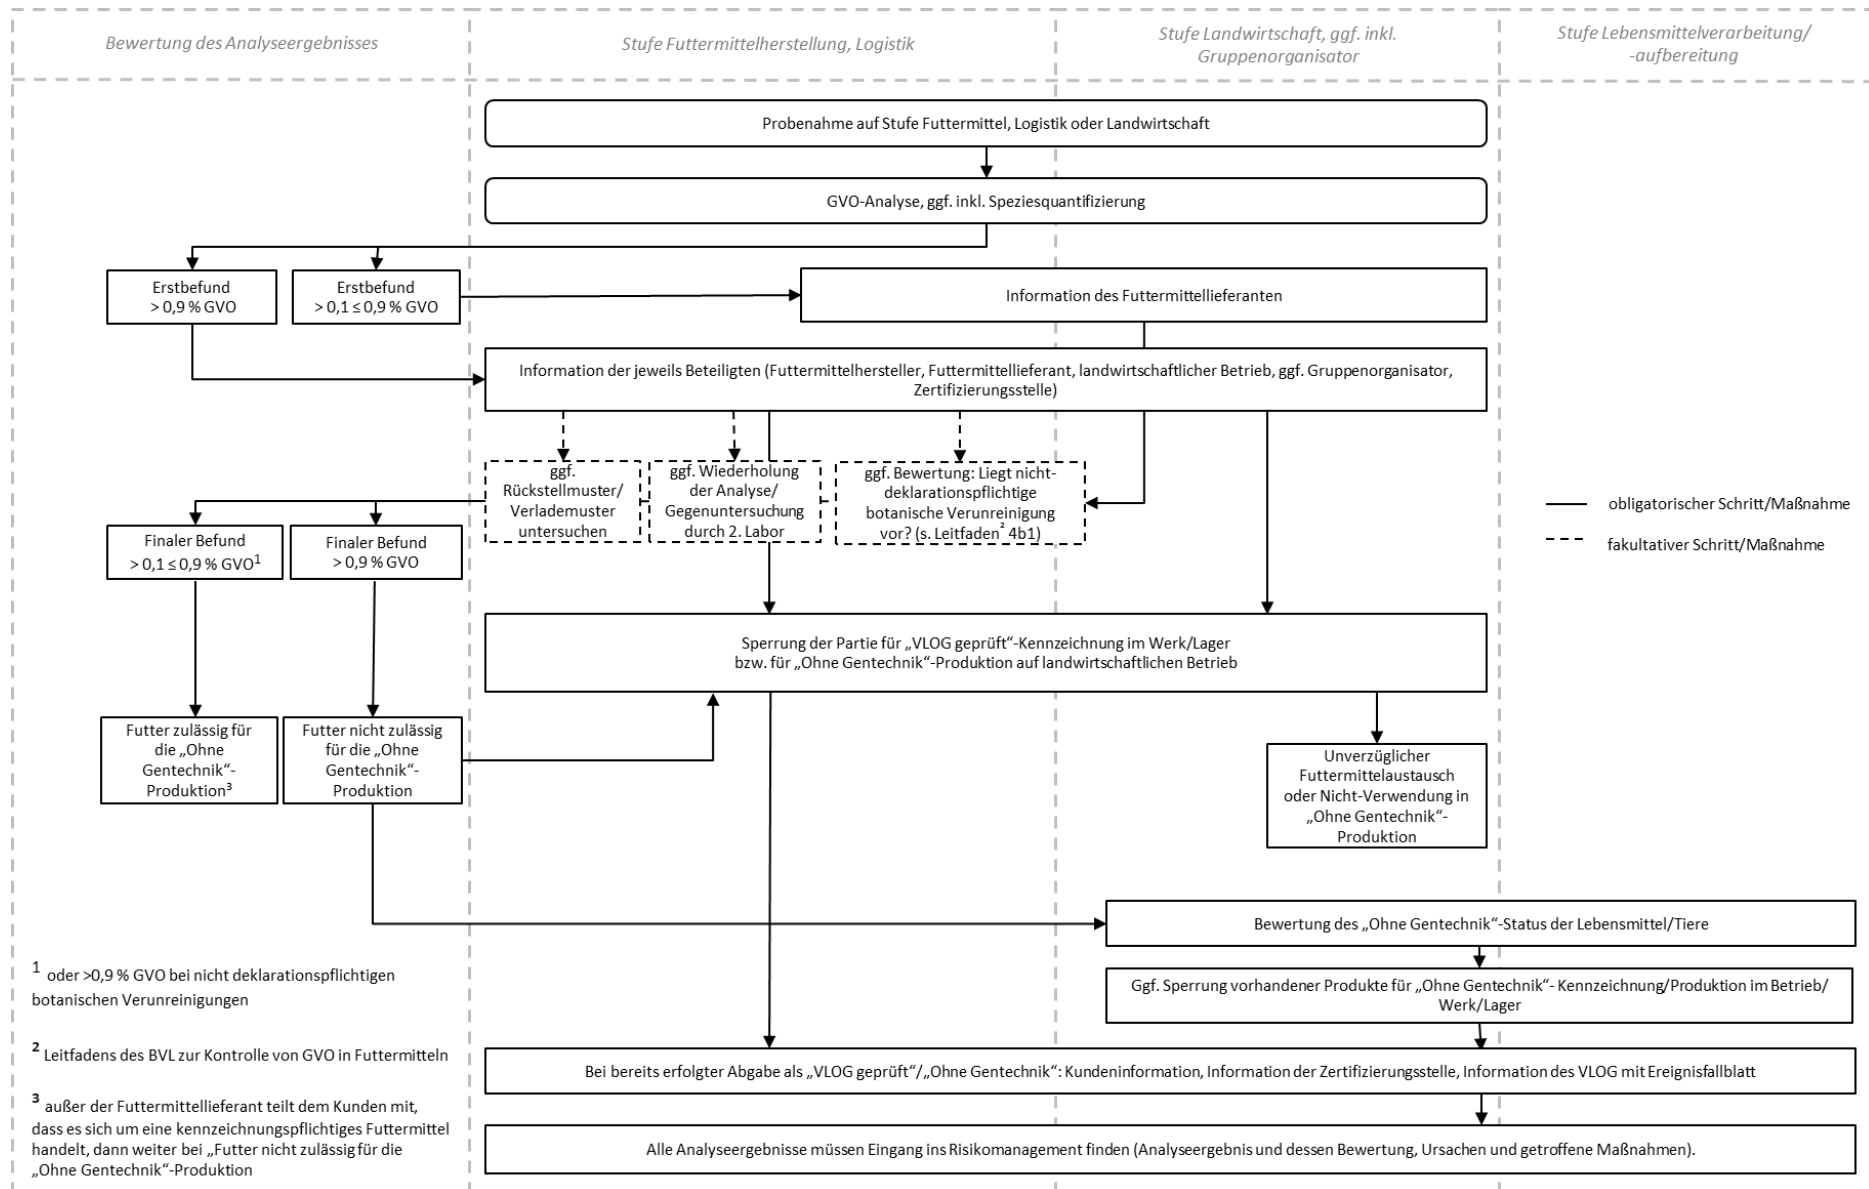 Bewertung des Analyseergebnisses
Stufe Futtermittelherstellung, Logistik
Stufe Landwirtschaft, ggf. inkl.
Gruppenorganisator
Stufe Lebensmittelverarbeitung/
-aufbereitung
Probenahme auf Stufe Futtermittel, Logistik oder Landwirtschaft
GVO-Analyse, ggf. inkl. Speziesquantifizierung
Erstbefund
> 0,9 % GVO
Erstbefund
> 0,1 ≤ 0,9 % GVO
Information des Futtermittellieferanten
Information der jeweils Beteiligten (Futtermittelhersteller, Futtermittellieferant, landwirtschaftlicher Betrieb, ggf. Gruppenorganisator,
Zertifizierungsstelle)
ggf.
Rückstellmuster/
Verlademuster
untersuchen
ggf. Wiederholung
der Analyse/
Gegenuntersuchung
durch 2. Labor
ggf. Bewertung: Liegt nicht-
deklarationspflichtige
botanische Verunreinigung
vor? (s. Leitfaden² 4b1)
obligatorischer Schritt/Maßnahme
fakultativer Schritt/Maßnahme
Finaler Befund
> 0,1 ≤ 0,9 % GVO¹
Finaler Befund
> 0,9 % GVO
Sperrung der Partie für „VLOG geprüft“-Kennzeichnung im Werk/Lager
bzw. für „Ohne Gentechnik“-Produktion auf landwirtschaftlichen Betrieb
Futter zulässig für
die „Ohne
Gentechnik“-
Produktion³
Futter nicht zulässig
für die „Ohne
Gentechnik“-
Produktion
Unverzüglicher
Futtermittelaustausch
oder Nicht-Verwendung in
„Ohne Gentechnik“-
Produktion
Bewertung des „Ohne Gentechnik“-Status der Lebensmittel/Tiere
Ggf. Sperrung vorhandener Produkte für „Ohne Gentechnik“- Kennzeichnung/Produktion im Betrieb/
Werk/Lager
Bei bereits erfolgter Abgabe als „VLOG geprüft“/„Ohne Gentechnik“: Kundeninformation, Information der Zertifizierungsstelle, Information des VLOG mit Ereignisfallblatt
Alle Analyseergebnisse müssen Eingang ins Risikomanagement finden (Analyseergebnis und dessen Bewertung, Ursachen und getroffene Maßnahmen).
¹ oder >0,9 % GVO bei nicht deklarationspflichtigen
botanischen Verunreinigungen
² Leitfadens des BVL zur Kontrolle von GVO in Futtermitteln
³ außer der Futtermittellieferant teilt dem Kunden mit,
dass es sich um eine kennzeichnungspflichtiges Futtermittel
handelt, dann weiter bei „Futter nicht zulässig für die
„Ohne Gentechnik“-Produktion